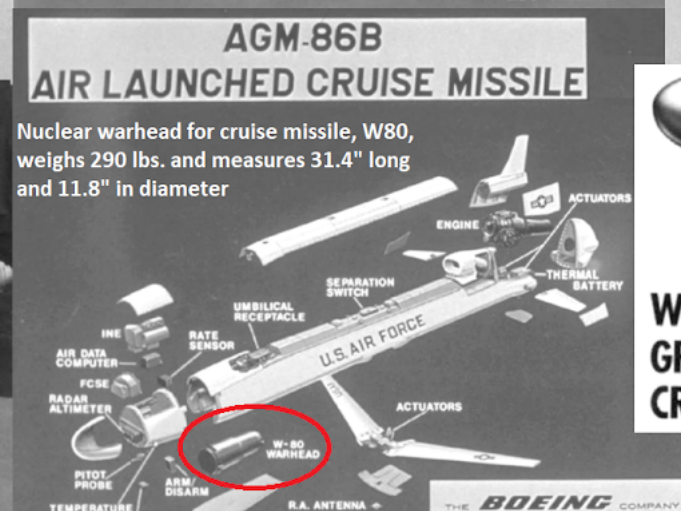 AGM-86B
AIR LAUNCHED CRUISE MISSILE
Nuclear warhead for cruise missile, W80,
weighs 290 lbs. and measures 31.4" long
and 11.8" in diameter
ACTUATORS
ENGINE
THERMAL
BATTERY
SEPARATION
SWITCH
UMBILICAL
RECEPTACLE
U.S. AIR FORCE
INE
RATE
SENSOR
AIR DATA
COMPUTER
FCSE
RADAR
ALTIMETER
ACTUATORS
W-80
WARHEAD
PITOT
PROBE
ARM/
DISARM
TEMPERATURE
R.A. ANTENNA
THE BOEING COMPANY
W
GR
CR